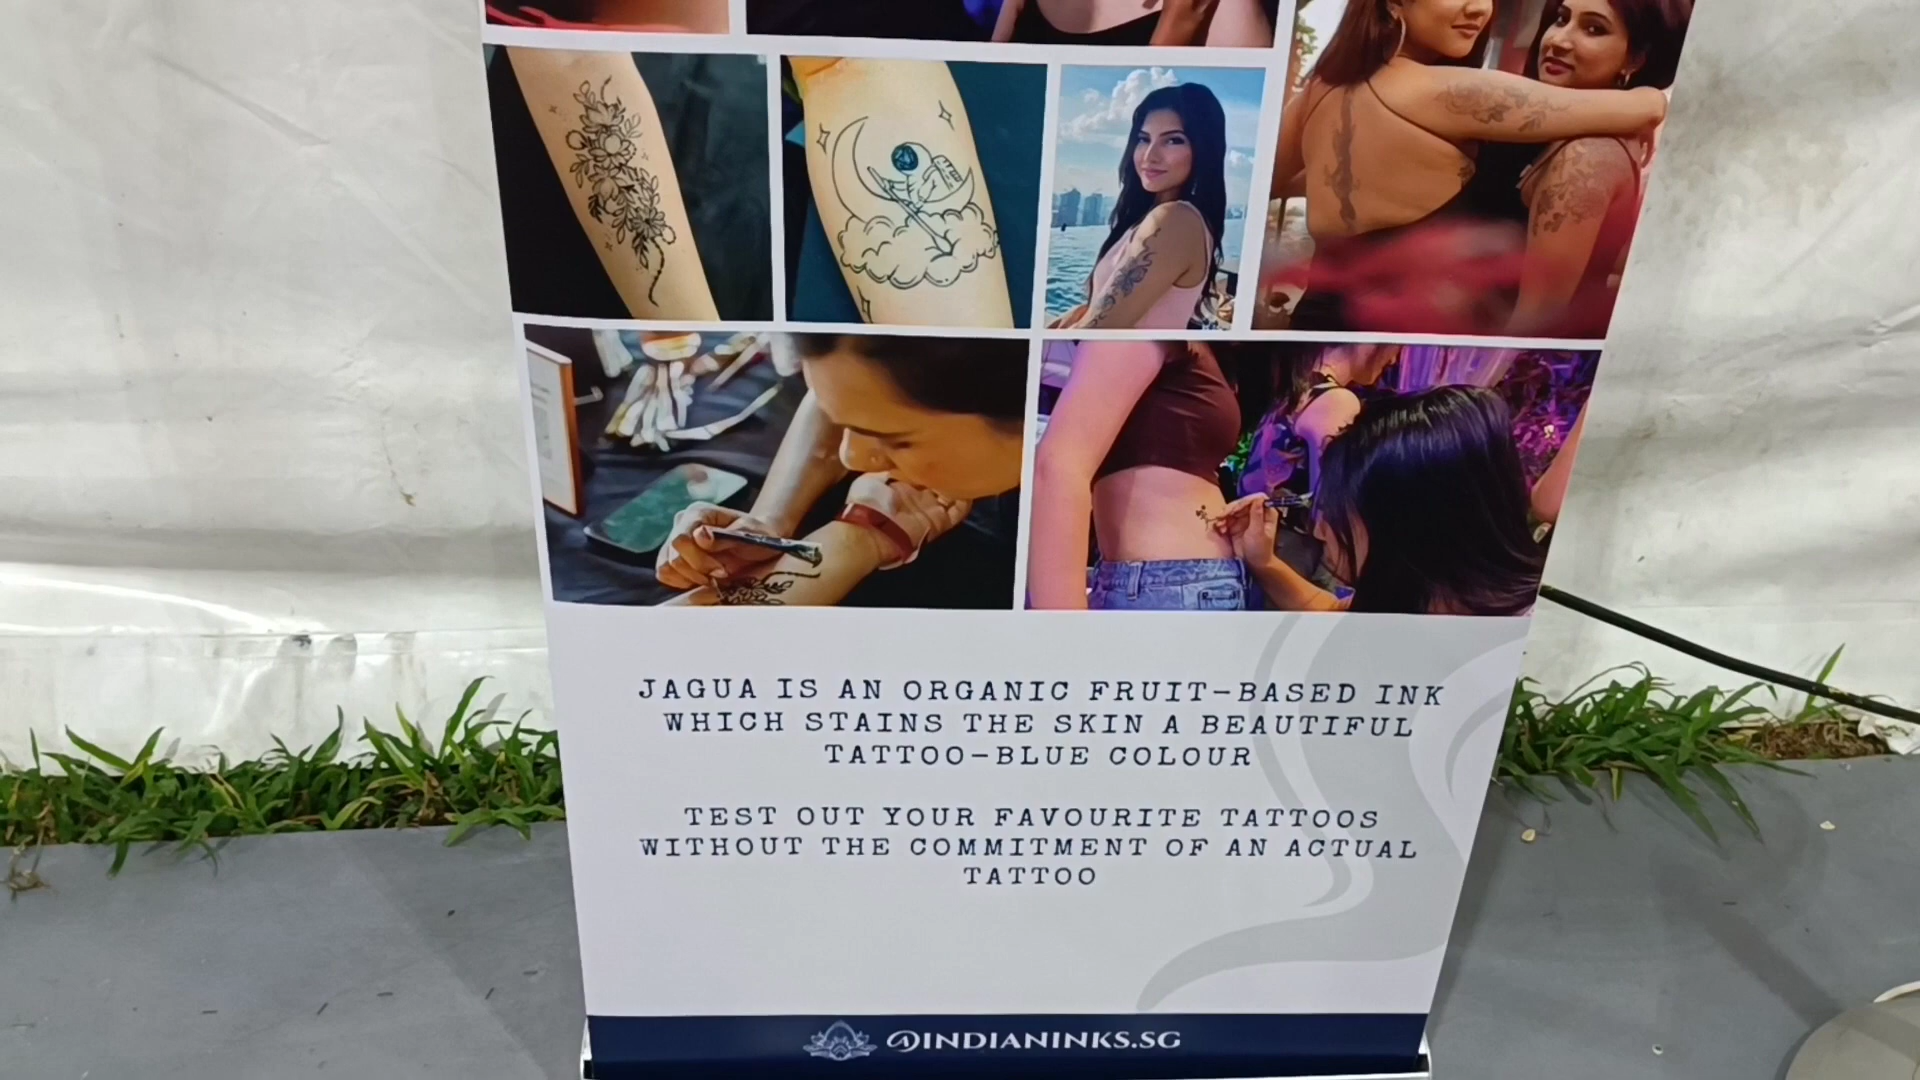 JAGUA IS AN ORGANIC FRUIT-BASED INK
WHICH STAINS THE SKIN A BEAUTIFUL
TATTOO-BLUE COLOUR
TEST OUT YOUR FAVOURITE TATTOOS
WITHOUT THE COMMITMENT OF AN ACTUAL
TATTOO
@INDIANINKS.SG